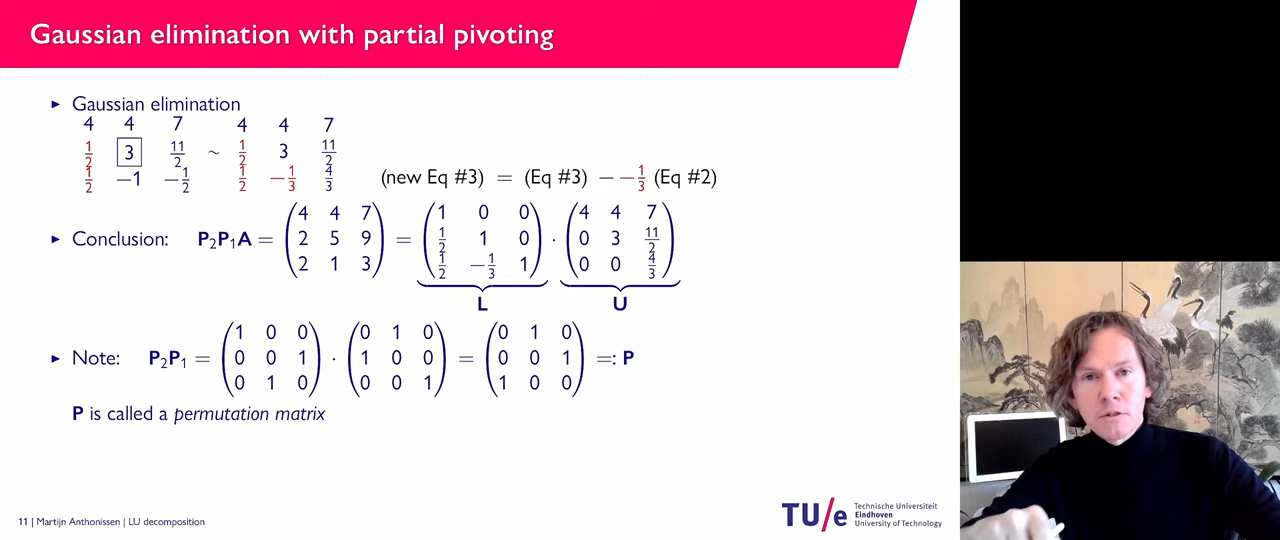 Gaussian elimination with partial pivoting
▸ Gaussian elimination
4 4 7 4 4 7
1/2 3 11/2 ~ 1/2 3 11/2
1/2 −1 −1/2 1/2 −1/3 4/3 (new Eq #3) = (Eq #3) − −1/3 (Eq #2)
▸ Conclusion: P₂P₁A = (4 4 7; 2 5 9; 2 1 3) = (1 0 0; 1/2 1 0; 1/2 −1/3 1) · (4 4 7; 0 3 11/2; 0 0 4/3)
L U
▸ Note: P₂P₁ = (1 0 0; 0 0 1; 0 1 0) · (0 1 0; 1 0 0; 0 0 1) = (0 1 0; 0 0 1; 1 0 0) =: P
P is called a permutation matrix
11 | Martijn Anthonissen | LU decomposition
TU/e
Technische Universiteit
Eindhoven
University of Technology